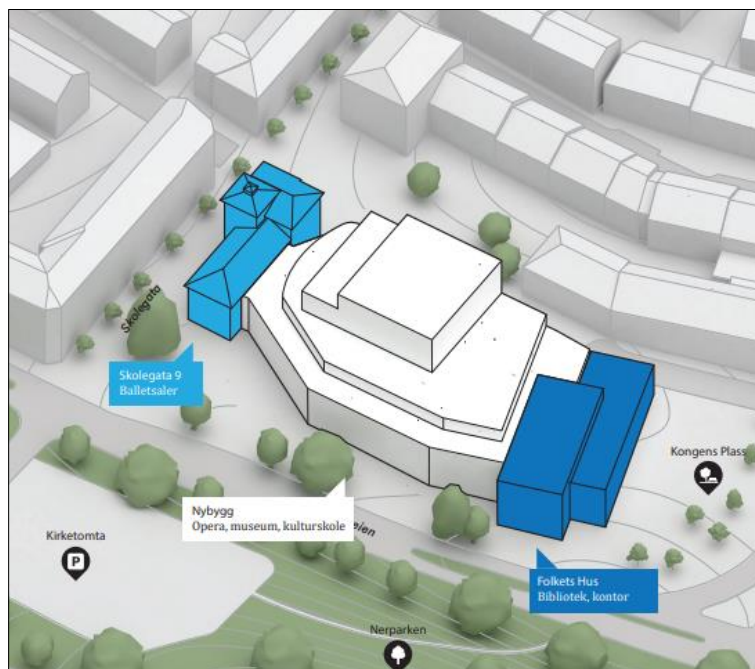 Skolegata
Skolegata 9
Balletsaler
Kongens Plass
Nybygg
Opera, museum, kulturskole
Kirketomta
P
Folkets Hus
Bibliotek, kontor
Nerparken